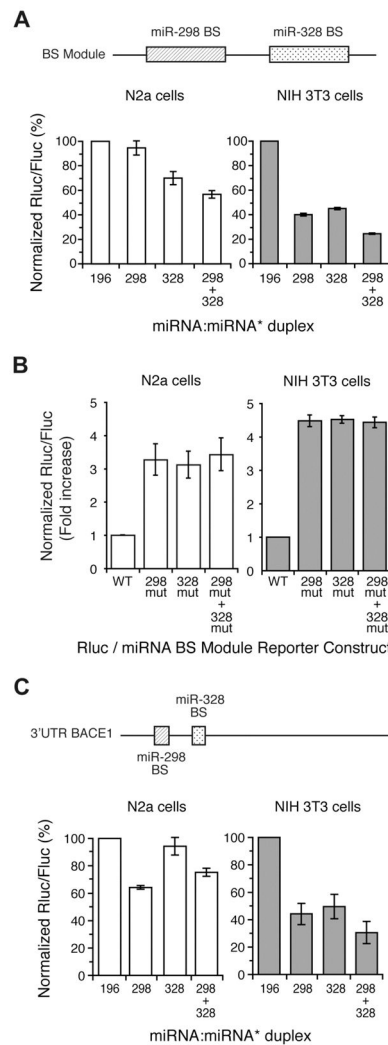 A
miR-298 BS
miR-328 BS
BS Module
N2a cells
NIH 3T3 cells
Normalized Rluc/Fluc (%)
100
80
60
40
20
0
100
80
60
40
20
0
196
298
328
298
+
328
196
298
328
298
+
328
miRNA:miRNA* duplex
B
N2a cells
NIH 3T3 cells
Normalized Rluc/Fluc
(Fold increase)
5
4
3
2
1
0
5
4
3
2
1
0
WT
298
mut
328
mut
298
mut
+
328
mut
WT
298
mut
328
mut
298
mut
+
328
mut
Rluc / miRNA BS Module Reporter Construct
C
miR-328
BS
3'UTR BACE1
miR-298
BS
N2a cells
NIH 3T3 cells
Normalized Rluc/Fluc (%)
100
80
60
40
20
0
100
80
60
40
20
0
196
298
328
298
+
328
196
298
328
298
+
328
miRNA:miRNA* duplex